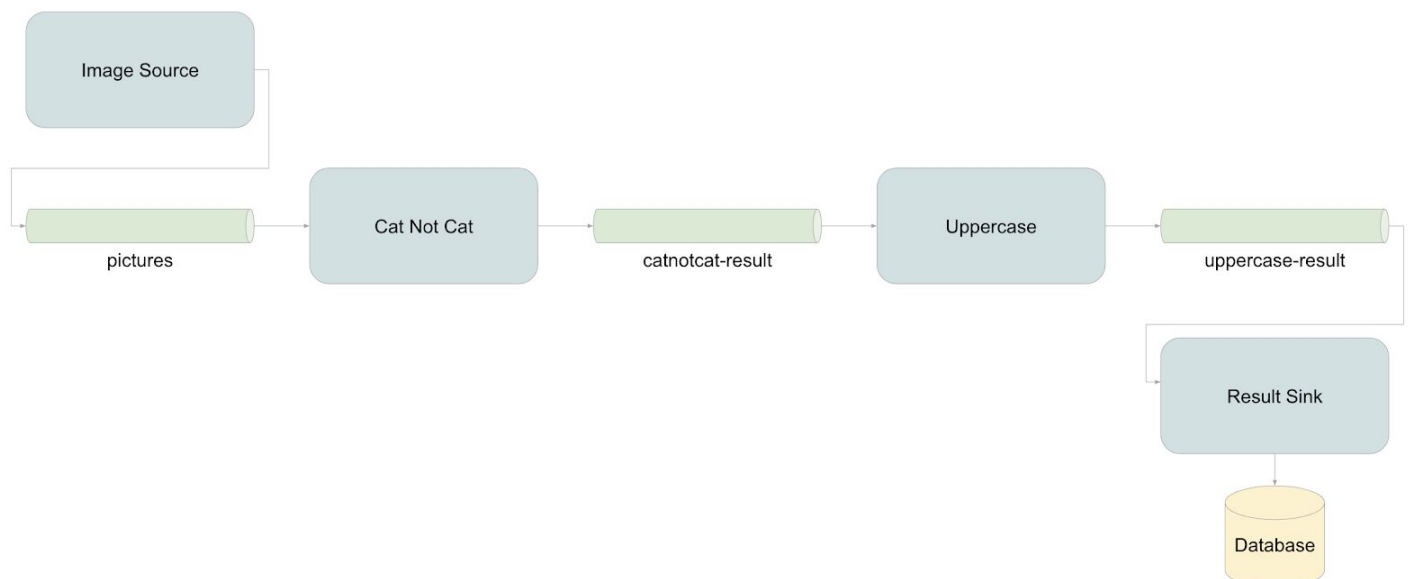 Image Source
pictures
Cat Not Cat
catnotcat-result
Uppercase
uppercase-result
Result Sink
Database